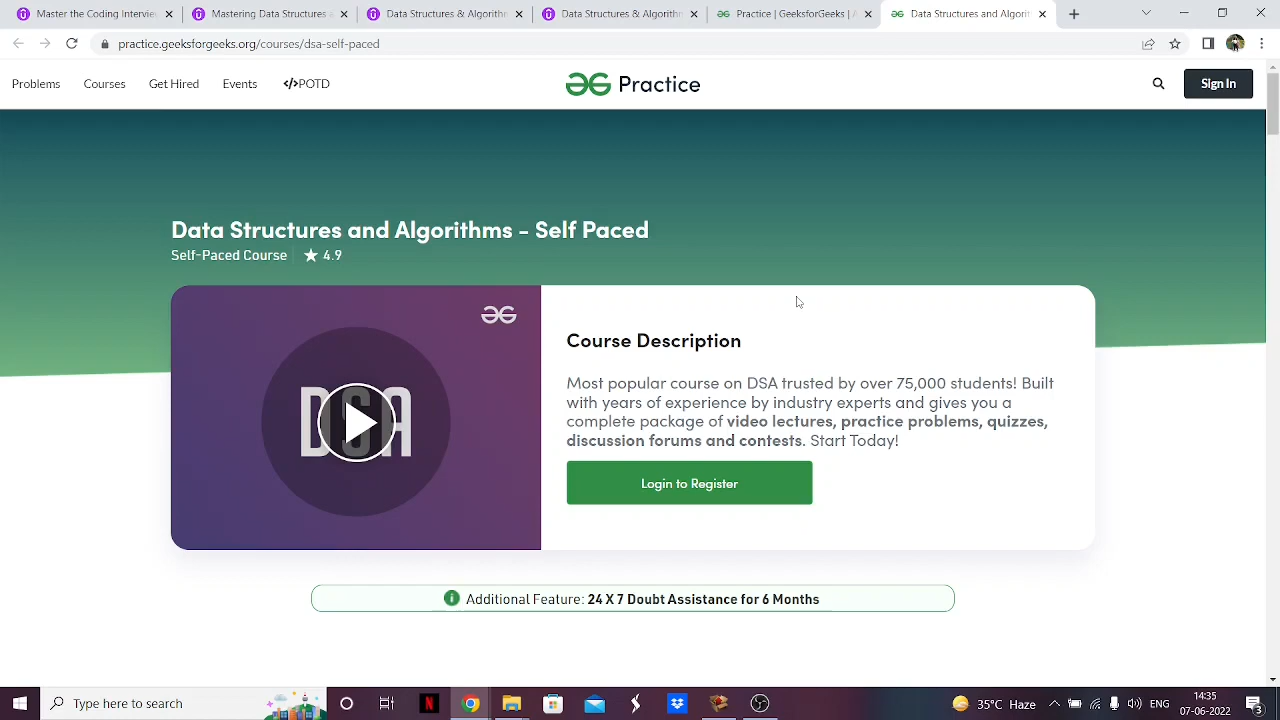 Master the Coding Interview
Mastering Data Structures &
Data Structures & Algorithm
Data Structures & Algorithm
Practice | GeeksforGeeks | A
Data Structures and Algorit
practice.geeksforgeeks.org/courses/dsa-self-paced
Problems
Courses
Get Hired
Events
</>POTD
Practice
Sign In
Data Structures and Algorithms - Self Paced
Self-Paced Course
★ 4.9
DSA
Course Description
Most popular course on DSA trusted by over 75,000 students! Built
with years of experience by industry experts and gives you a
complete package of video lectures, practice problems, quizzes,
discussion forums and contests. Start Today!
Login to Register
Additional Feature: 24 X 7 Doubt Assistance for 6 Months
Type here to search
N
35°C Haze
14:35
07-06-2022
3